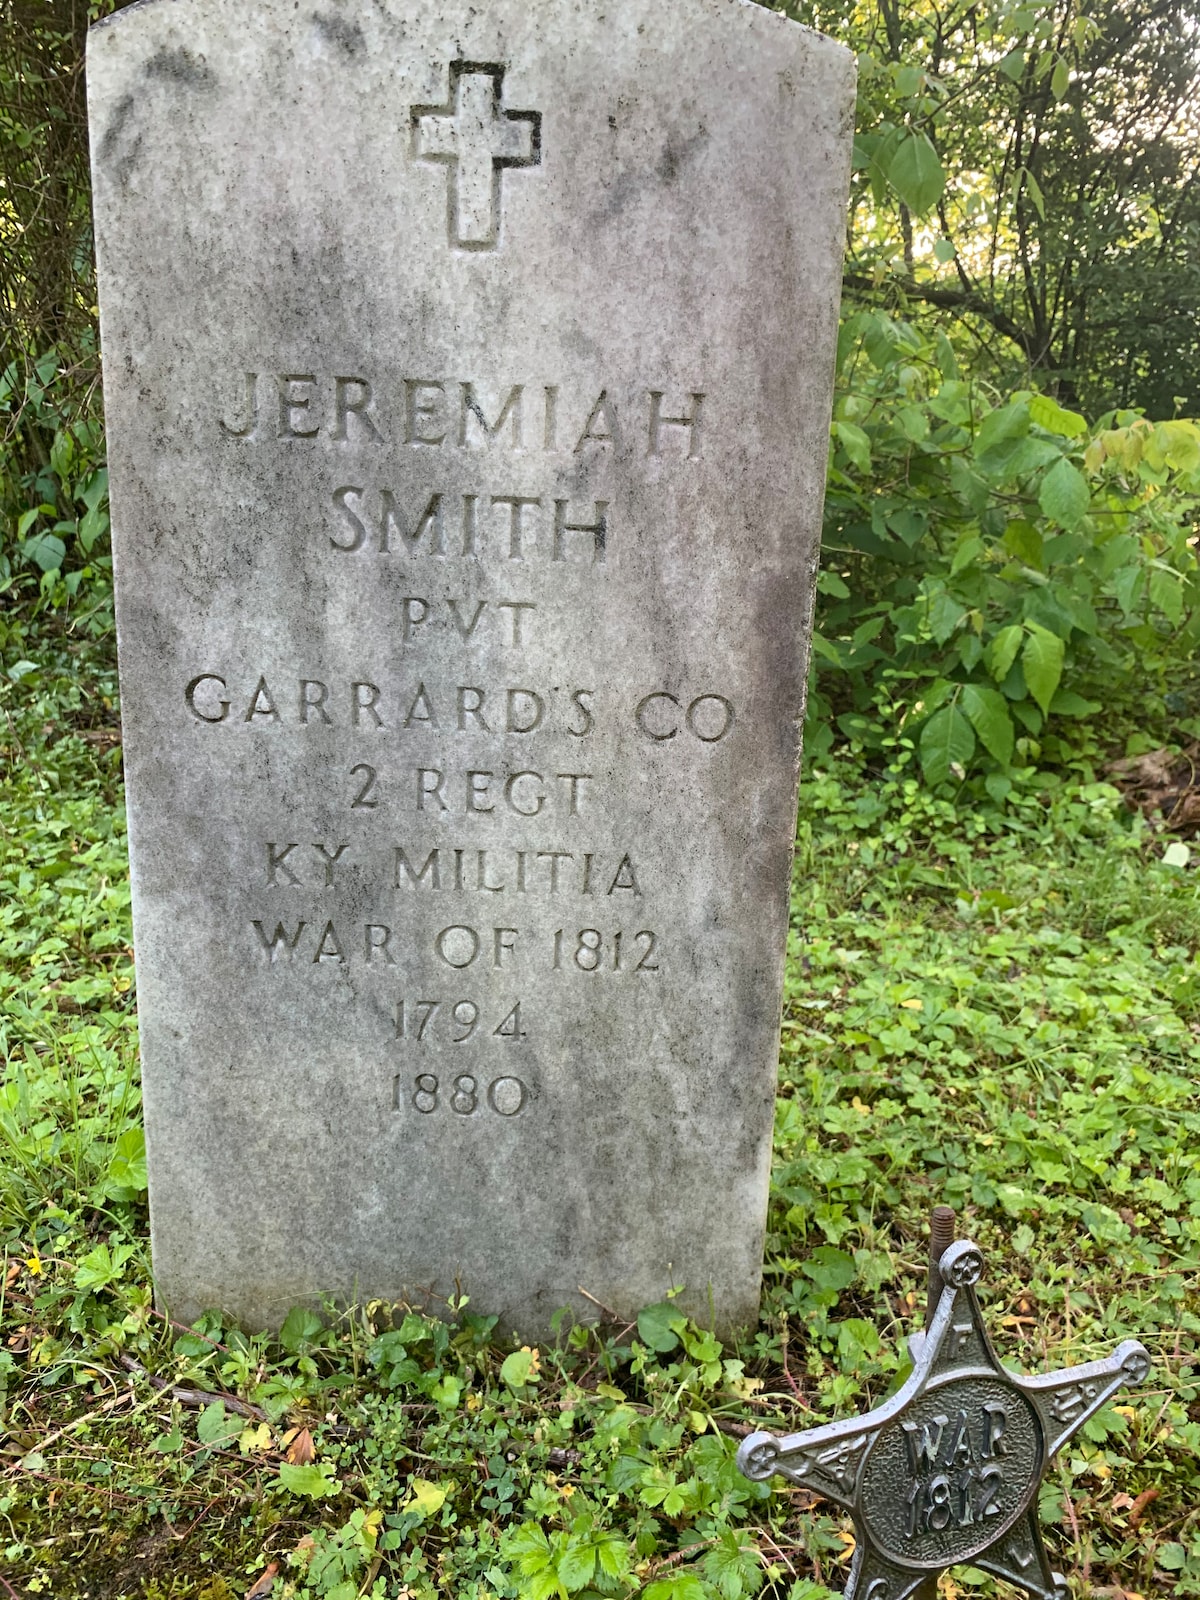 JEREMIAH
SMITH
PVT
GARRARD'S CO
2 REGT
KY MILITIA
WAR OF 1812
1794
1880
WAR
1812